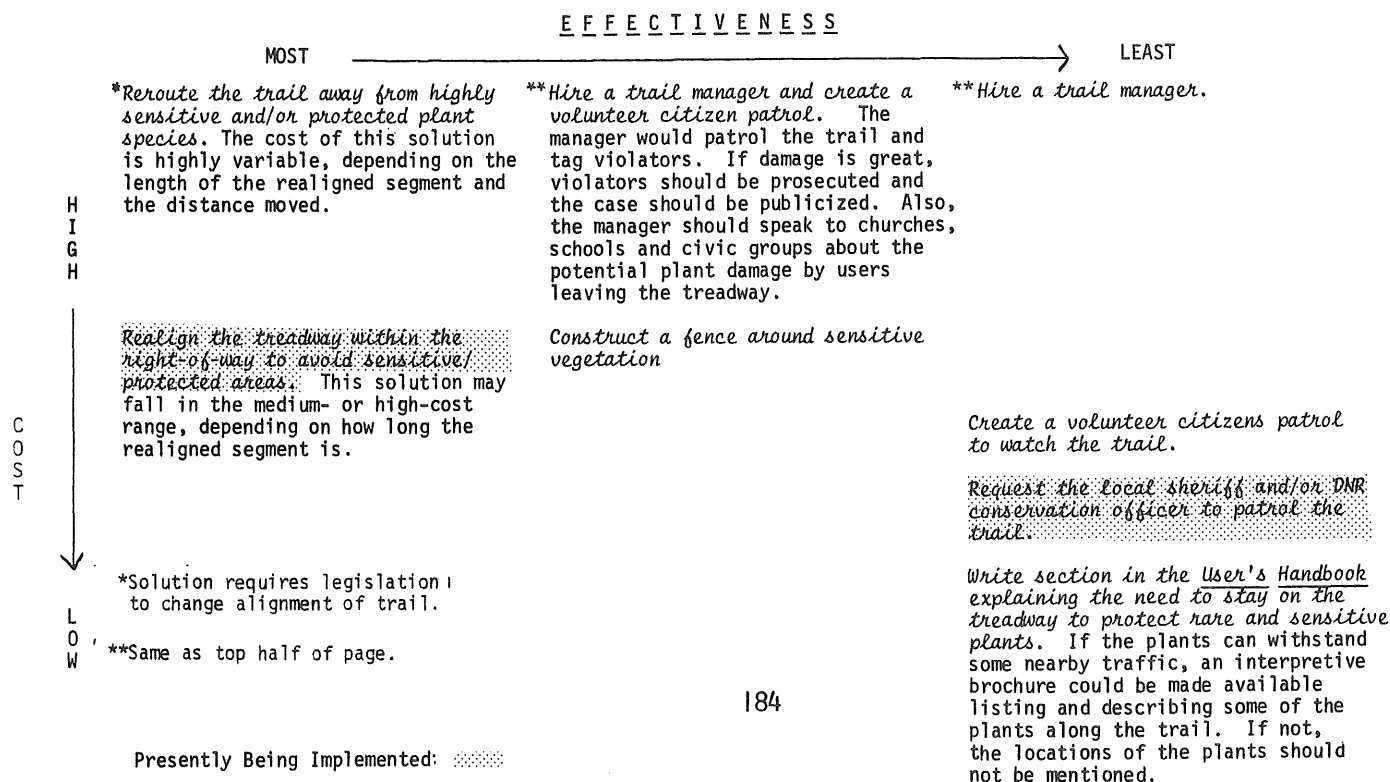 EFFECTIVENESS
MOST
LEAST
*Reroute the trail away from highly
sensitive and/or protected plant
species. The cost of this solution
is highly variable, depending on the
length of the realigned segment and
the distance moved.
**Hire a trail manager and create a
volunteer citizen patrol. The
manager would patrol the trail and
tag violators. If damage is great,
violators should be prosecuted and
the case should be publicized. Also,
the manager should speak to churches,
schools and civic groups about the
potential plant damage by users
leaving the treadway.
**Hire a trail manager.
HIGH
Realign the treadway within the
right-of-way to avoid sensitive/
protected areas. This solution may
fall in the medium- or high-cost
range, depending on how long the
realigned segment is.
Construct a fence around sensitive
vegetation
COST
Create a volunteer citizens patrol
to watch the trail.
Request the local sheriff and/or DNR
conservation officer to patrol the
trail.
Write section in the User's Handbook
explaining the need to stay on the
treadway to protect rare and sensitive
plants. If the plants can withstand
some nearby traffic, an interpretive
brochure could be made available
listing and describing some of the
plants along the trail. If not,
the locations of the plants should
not be mentioned.
LOW
*Solution requires legislation
to change alignment of trail.
**Same as top half of page.
184
Presently Being Implemented: